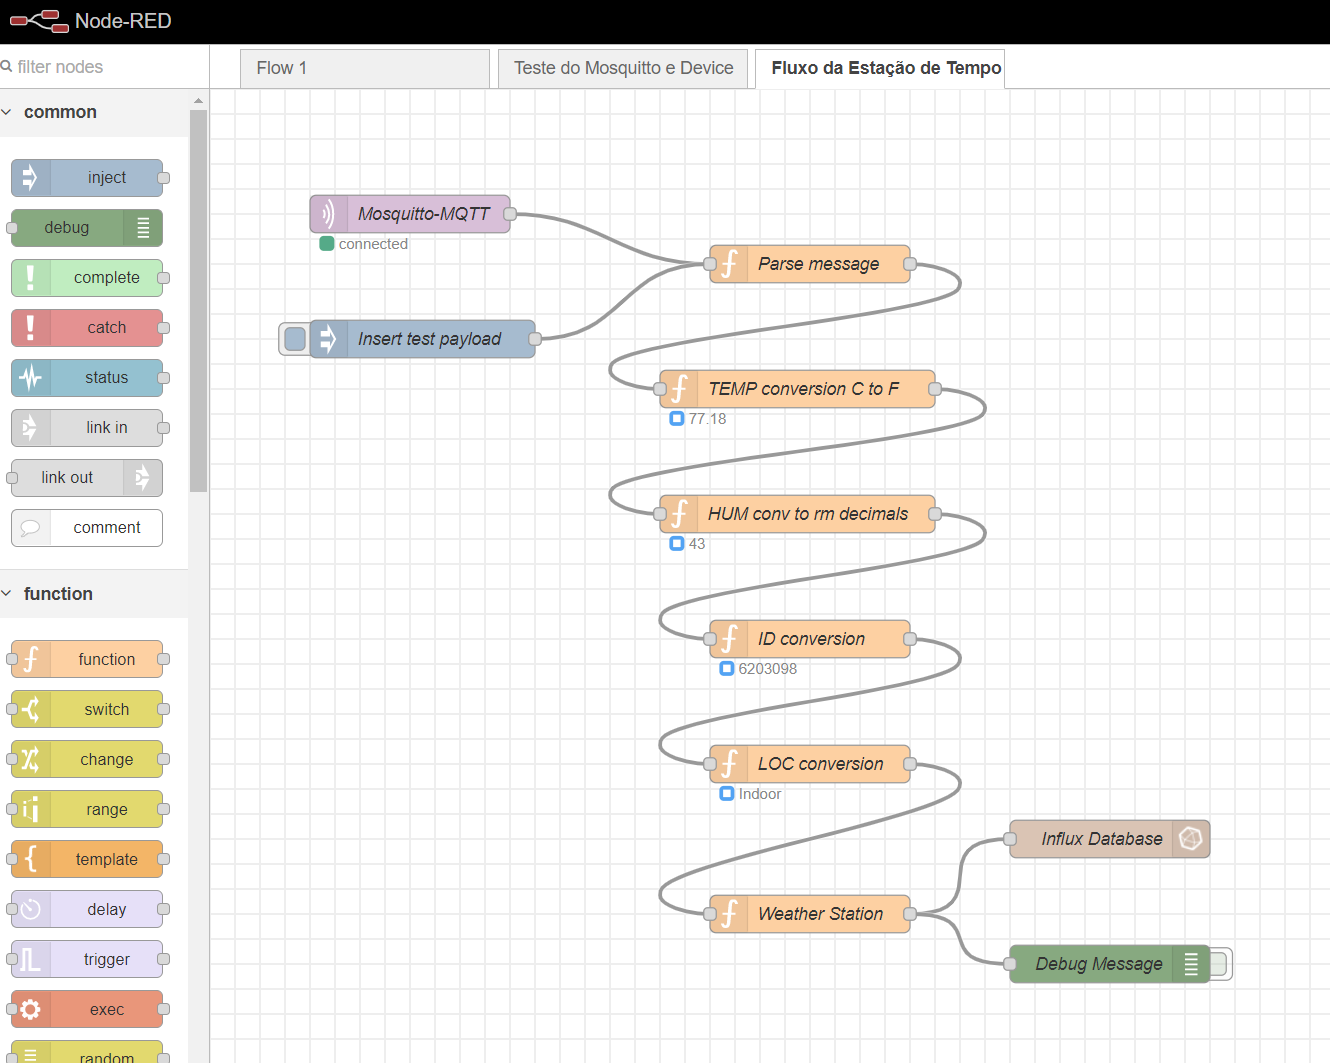 Node-RED
filter nodes
Flow 1
Teste do Mosquitto e Device
Fluxo da Estação de Tempo
common
inject
debug
complete
catch
status
link in
link out
comment
function
function
switch
change
range
template
delay
trigger
exec
random
Mosquitto-MQTT
connected
Insert test payload
Parse message
TEMP conversion C to F
77.18
HUM conv to rm decimals
43
ID conversion
6203098
LOC conversion
Indoor
Weather Station
Influx Database
Debug Message